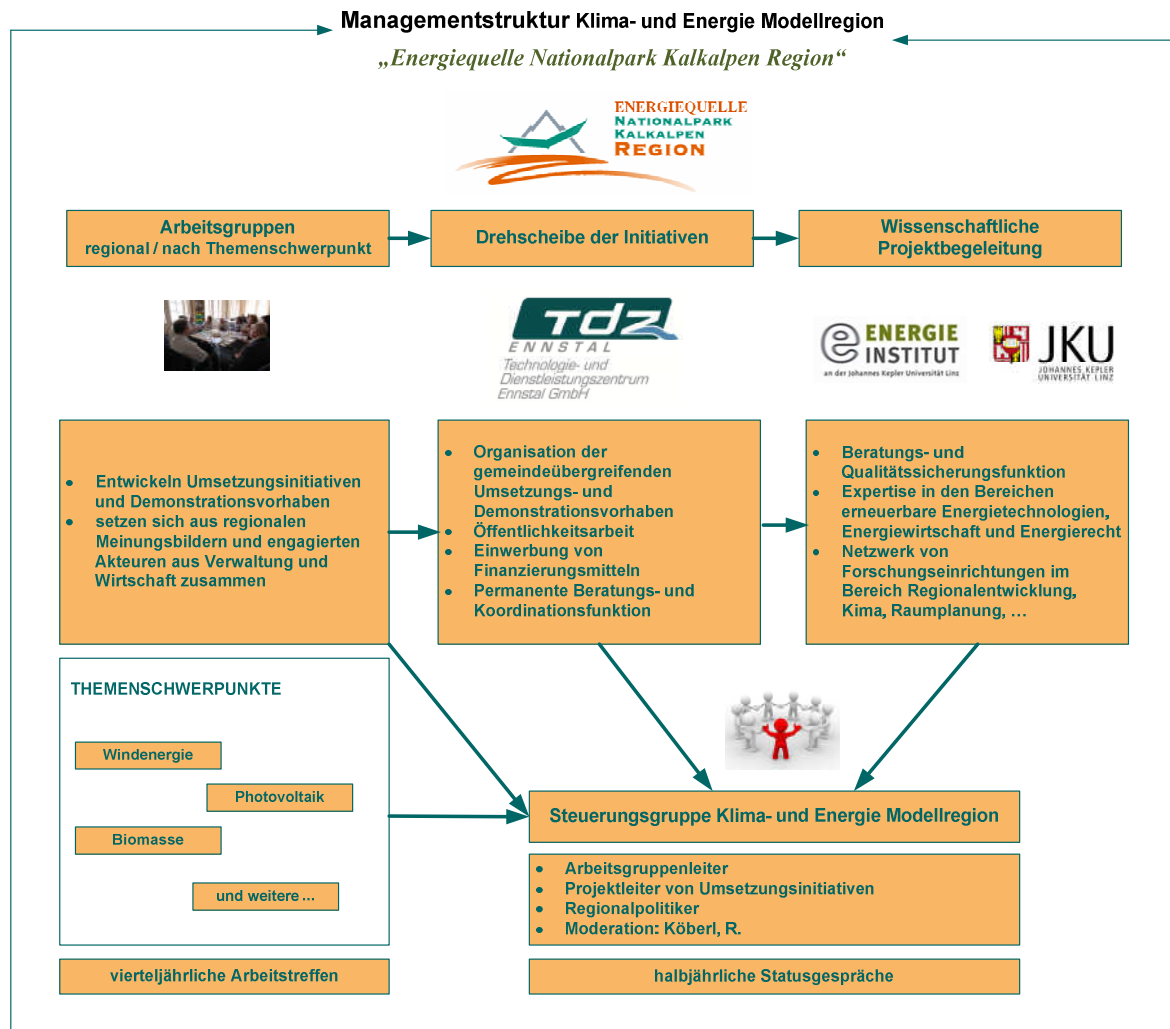 Managementstruktur Klima- und Energie Modellregion
„Energiequelle Nationalpark Kalkalpen Region“
ENERGIEQUELLE
NATIONALPARK
KALKALPEN
REGION
Arbeitsgruppen
regional / nach Themenschwerpunkt
Drehscheibe der Initiativen
Wissenschaftliche
Projektbegeleitung
TDZ
ENNSTAL
Technologie- und
Dienstleistungszentrum
Ennstal GmbH
e ENERGIE
INSTITUT
an der Johannes Kepler Universität Linz
JKU
JOHANNES KEPLER
UNIVERSITÄT LINZ
• Entwickeln Umsetzungsinitiativen
und Demonstrationsvorhaben
• setzen sich aus regionalen
Meinungsbildern und engagierten
Akteuren aus Verwaltung und
Wirtschaft zusammen
• Organisation der
gemeindeübergreifenden
Umsetzungs- und
Demonstrationsvorhaben
• Öffentlichkeitsarbeit
• Einwerbung von
Finanzierungsmitteln
• Permanente Beratungs- und
Koordinationsfunktion
• Beratungs- und
Qualitätssicherungsfunktion
• Expertise in den Bereichen
erneuerbare Energietechnologien,
Energiewirtschaft und Energierecht
• Netzwerk von
Forschungseinrichtungen im
Bereich Regionalentwicklung,
Kima, Raumplanung, …
THEMENSCHWERPUNKTE
Windenergie
Photovoltaik
Biomasse
und weitere ...
Steuerungsgruppe Klima- und Energie Modellregion
• Arbeitsgruppenleiter
• Projektleiter von Umsetzungsinitiativen
• Regionalpolitiker
• Moderation: Köberl, R.
vierteljährliche Arbeitstreffen
halbjährliche Statusgespräche